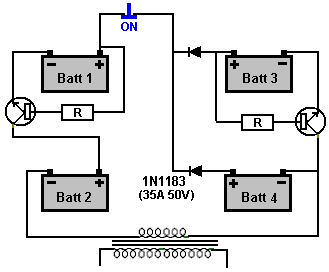 ON
− + Batt 1
+ − Batt 3
R
R
1N1183
(35A 50V)
− + Batt 2
+ − Batt 4